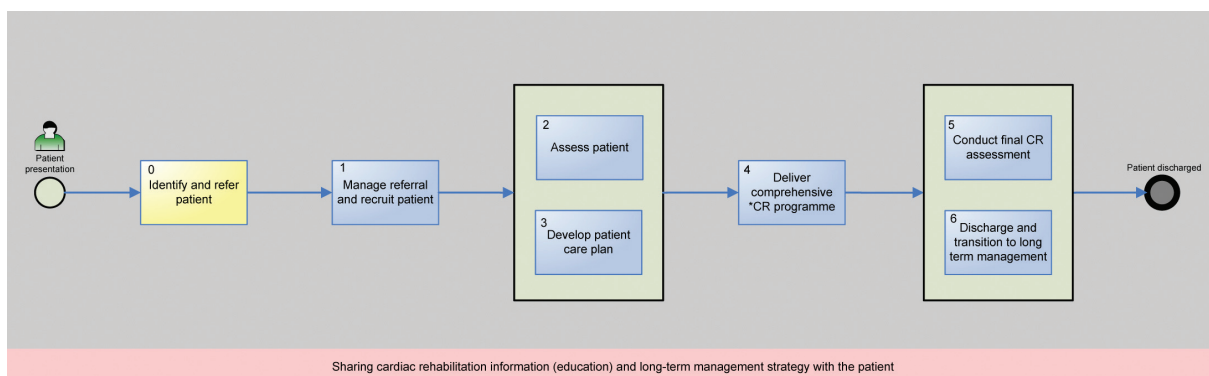 Patient
presentation
0
Identify and refer
patient
1
Manage referral
and recruit patient
2
Assess patient
3
Develop patient
care plan
4
Deliver
comprehensive
*CR programme
5
Conduct final CR
assessment
6
Discharge and
transition to long
term management
Patient discharged
Sharing cardiac rehabilitation information (education) and long-term management strategy with the patient